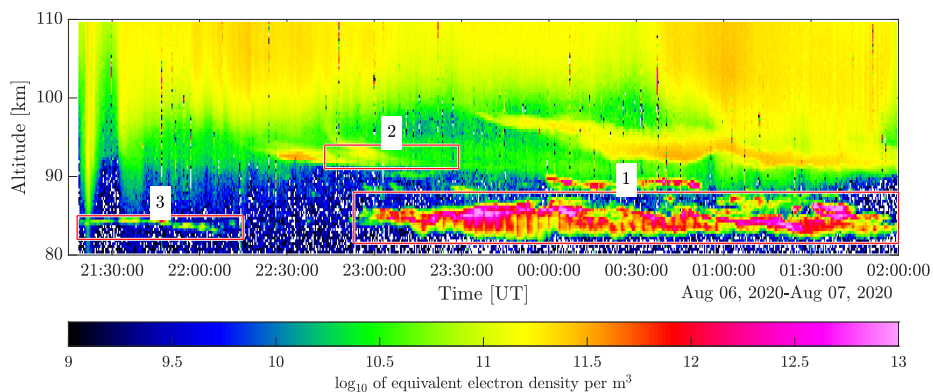 110
100
90
80
Altitude [km]
2
1
3
21:30:00 22:00:00 22:30:00 23:00:00 23:30:00 00:00:00 00:30:00 01:00:00 01:30:00 02:00:00
Time [UT]
Aug 06, 2020-Aug 07, 2020
9 9.5 10 10.5 11 11.5 12 12.5 13
log₁₀ of equivalent electron density per m³